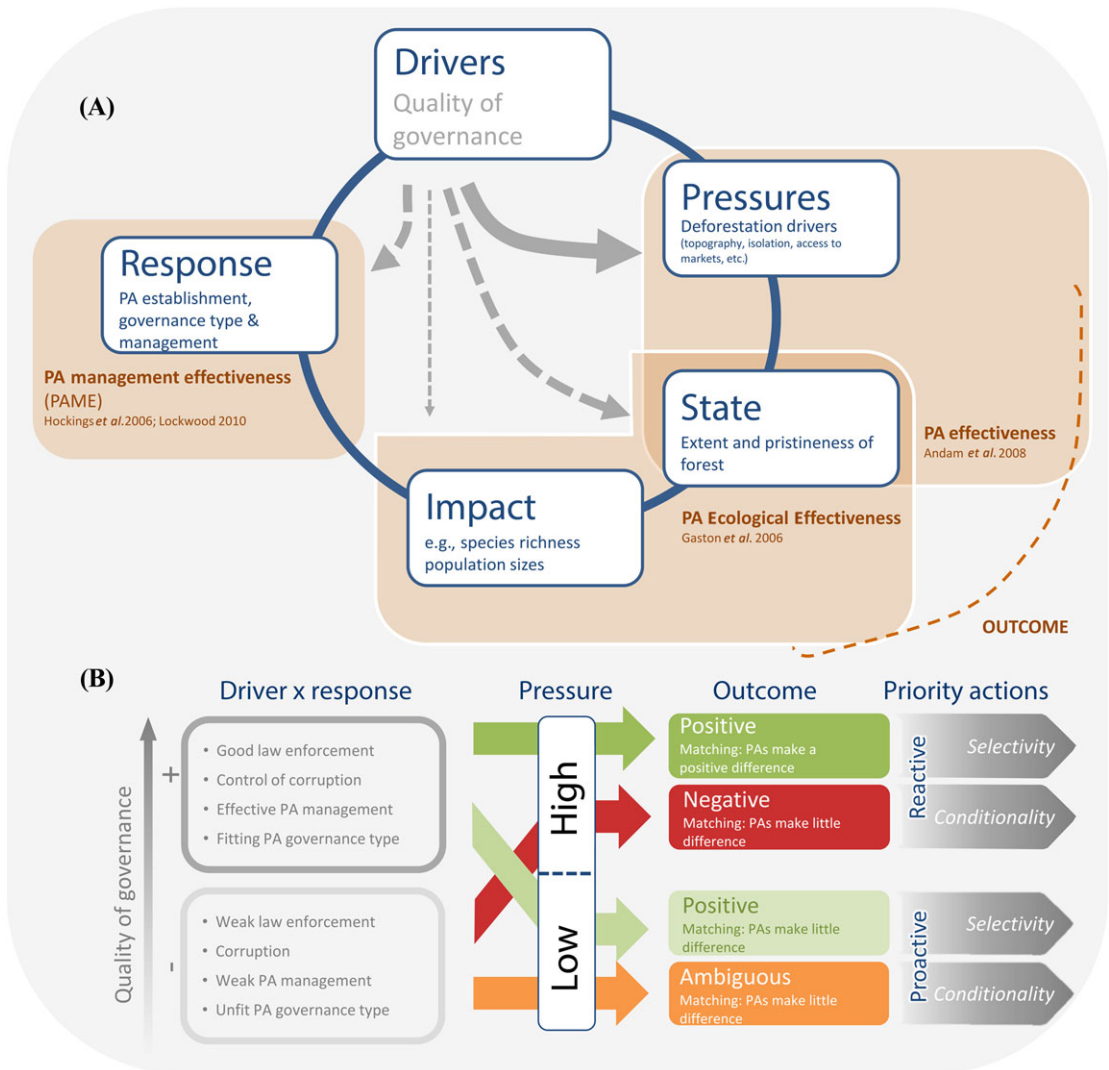 (A)
Drivers
Quality of
governance
Pressures
Deforestation drivers
(topography, isolation, access to
markets, etc.)
Response
PA establishment,
governance type &
management
PA management effectiveness
(PAME)
Hockings et al. 2006; Lockwood 2010
State
Extent and pristineness of
forest
PA effectiveness
Andam et al. 2008
Impact
e.g., species richness
population sizes
PA Ecological Effectiveness
Gaston et al. 2006
OUTCOME
(B)
Driver x response
Pressure
Outcome
Priority actions
Quality of governance
+
• Good law enforcement
• Control of corruption
• Effective PA management
• Fitting PA governance type
-
• Weak law enforcement
• Corruption
• Weak PA management
• Unfit PA governance type
High
Low
Positive
Matching: PAs make a
positive difference
Negative
Matching: PAs make little
difference
Positive
Matching: PAs make little
difference
Ambiguous
Matching: PAs make little
difference
Reactive
Selectivity
Conditionality
Proactive
Selectivity
Conditionality